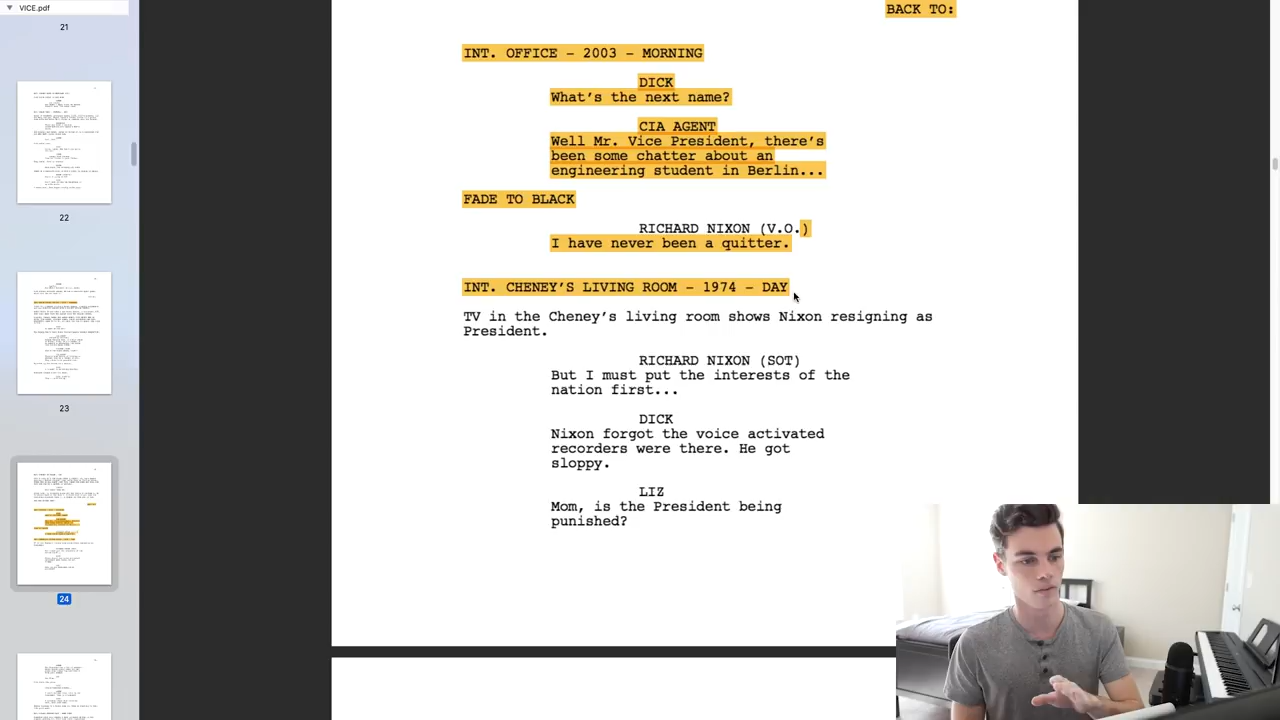 VICE.pdf
21
22
23
24
BACK TO:
INT. OFFICE – 2003 – MORNING
DICK
What's the next name?
CIA AGENT
Well Mr. Vice President, there's
been some chatter about an
engineering student in Berlin...
FADE TO BLACK
RICHARD NIXON (V.O.)
I have never been a quitter.
INT. CHENEY'S LIVING ROOM – 1974 – DAY
TV in the Cheney's living room shows Nixon resigning as
President.
RICHARD NIXON (SOT)
But I must put the interests of the
nation first...
DICK
Nixon forgot the voice activated
recorders were there. He got
sloppy.
LIZ
Mom, is the President being
punished?